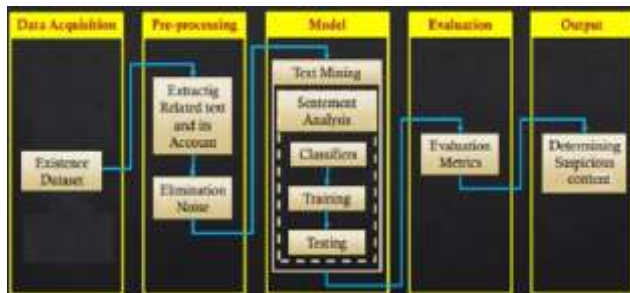 Data Acquisition
Existence
Dataset
Pre-processing
Extractig
Related text
and its
Account
Elimination
Noise
Model
Text Mining
Sentement
Analysis
Classifiers
Training
Testing
Evaluation
Evaluation
Metrics
Output
Determining
Suspicious
content